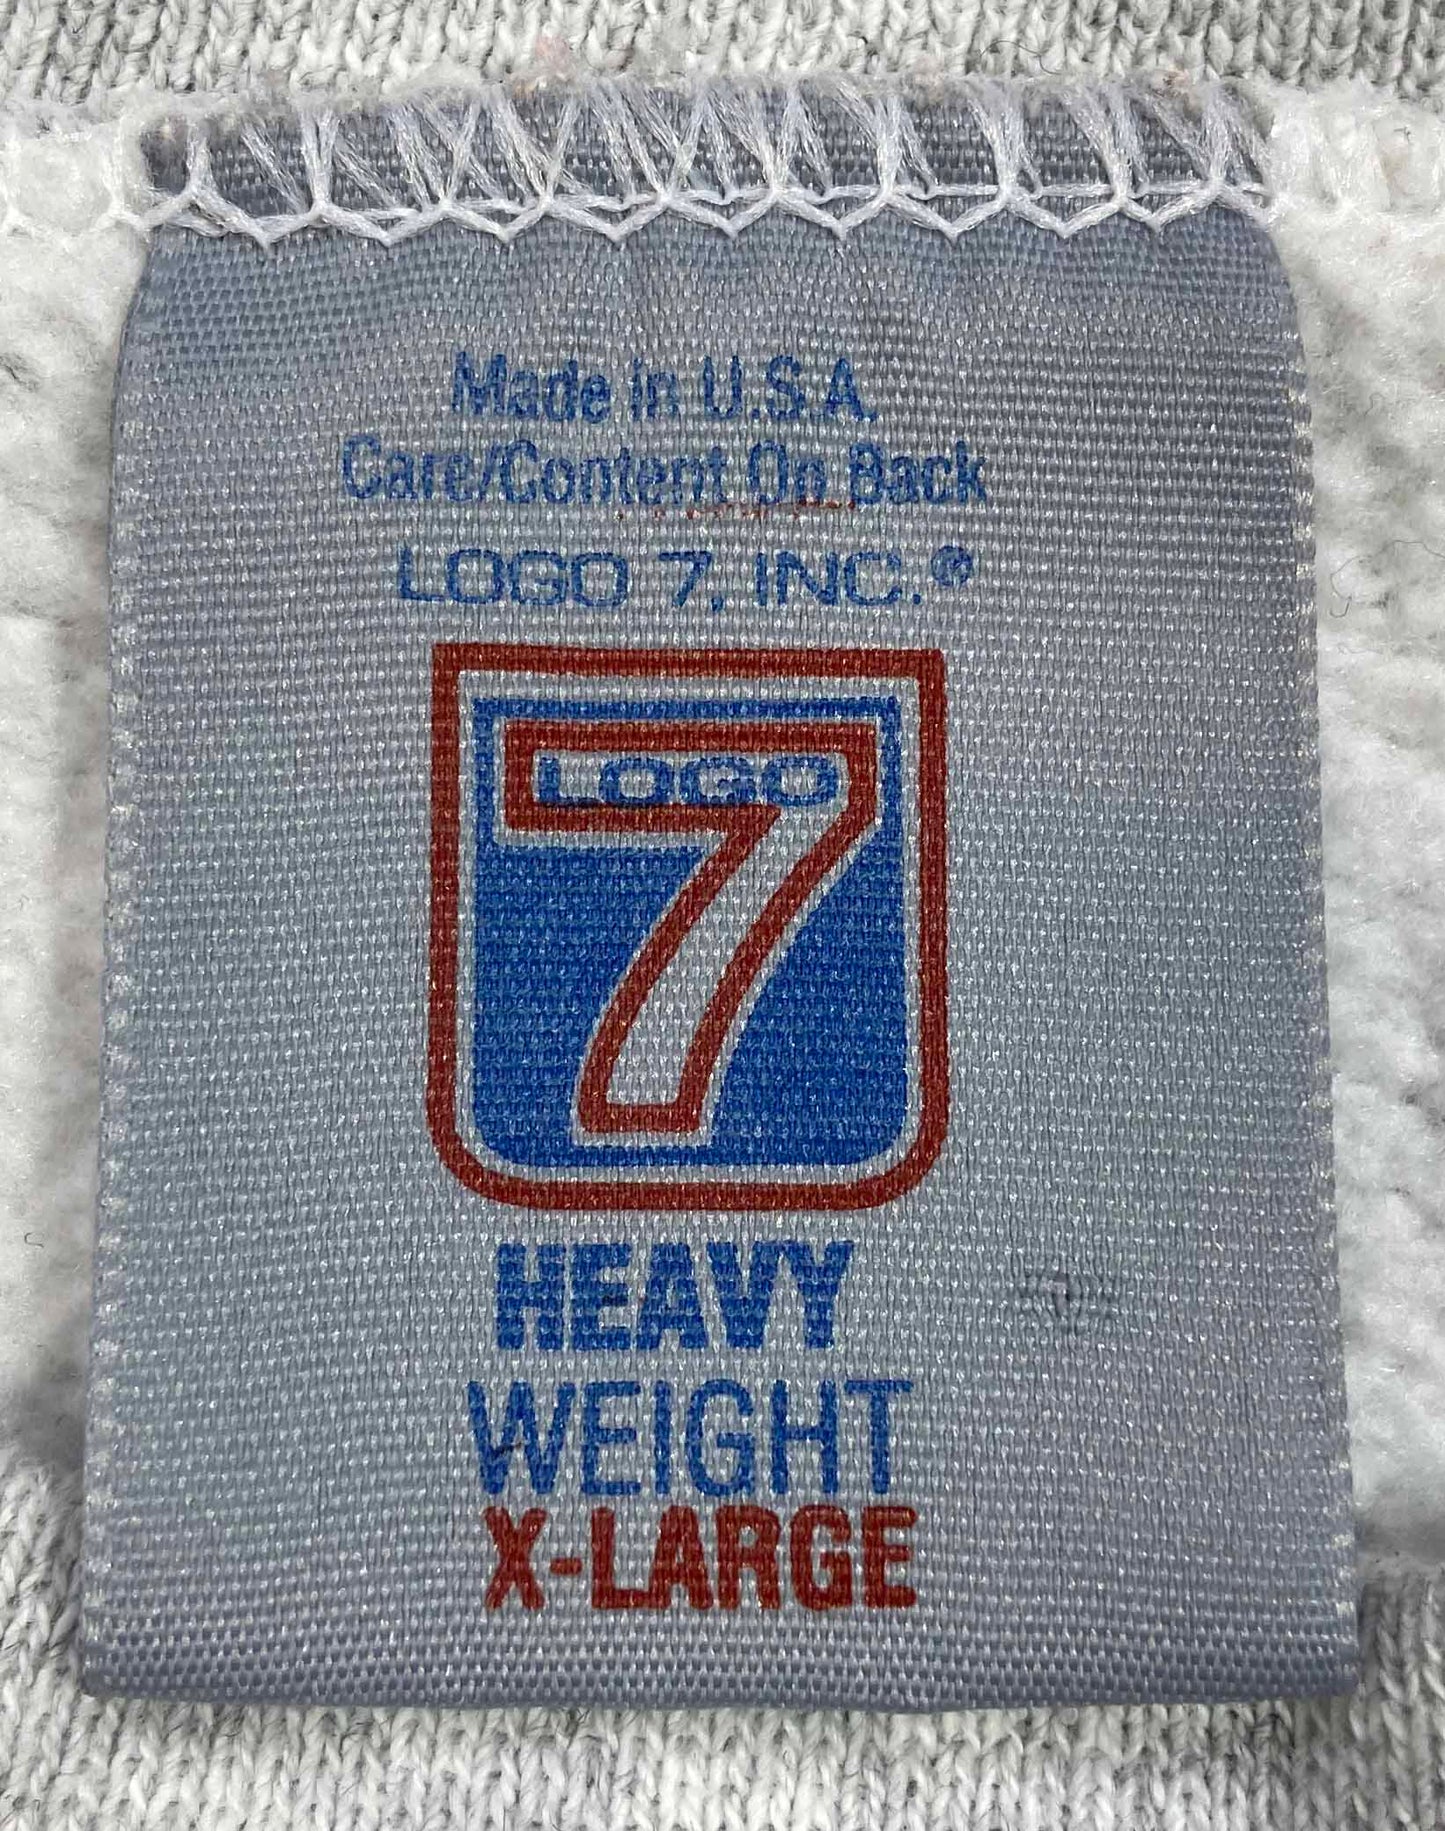 Made in U.S.A.
Care/Content On Back
LOGO 7, INC.®
LOGO
7
HEAVY
WEIGHT
X-LARGE